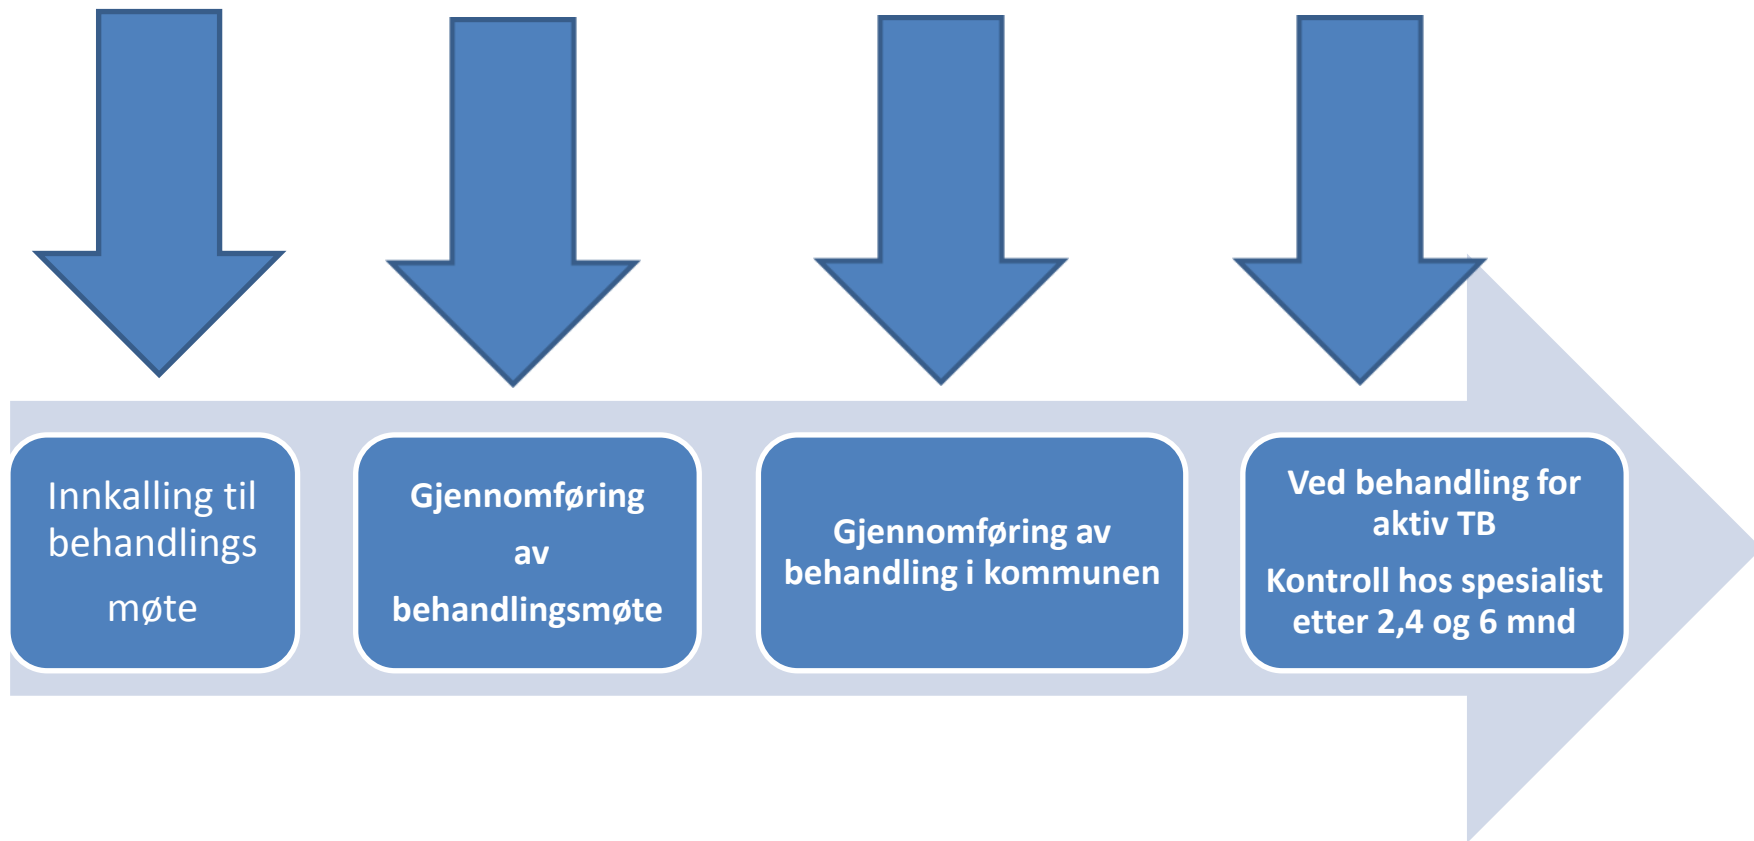 Innkalling til
behandlings
møte
Gjennomføring
av
behandlingsmøte
Gjennomføring av
behandling i kommunen
Ved behandling for
aktiv TB
Kontroll hos spesialist
etter 2,4 og 6 mnd